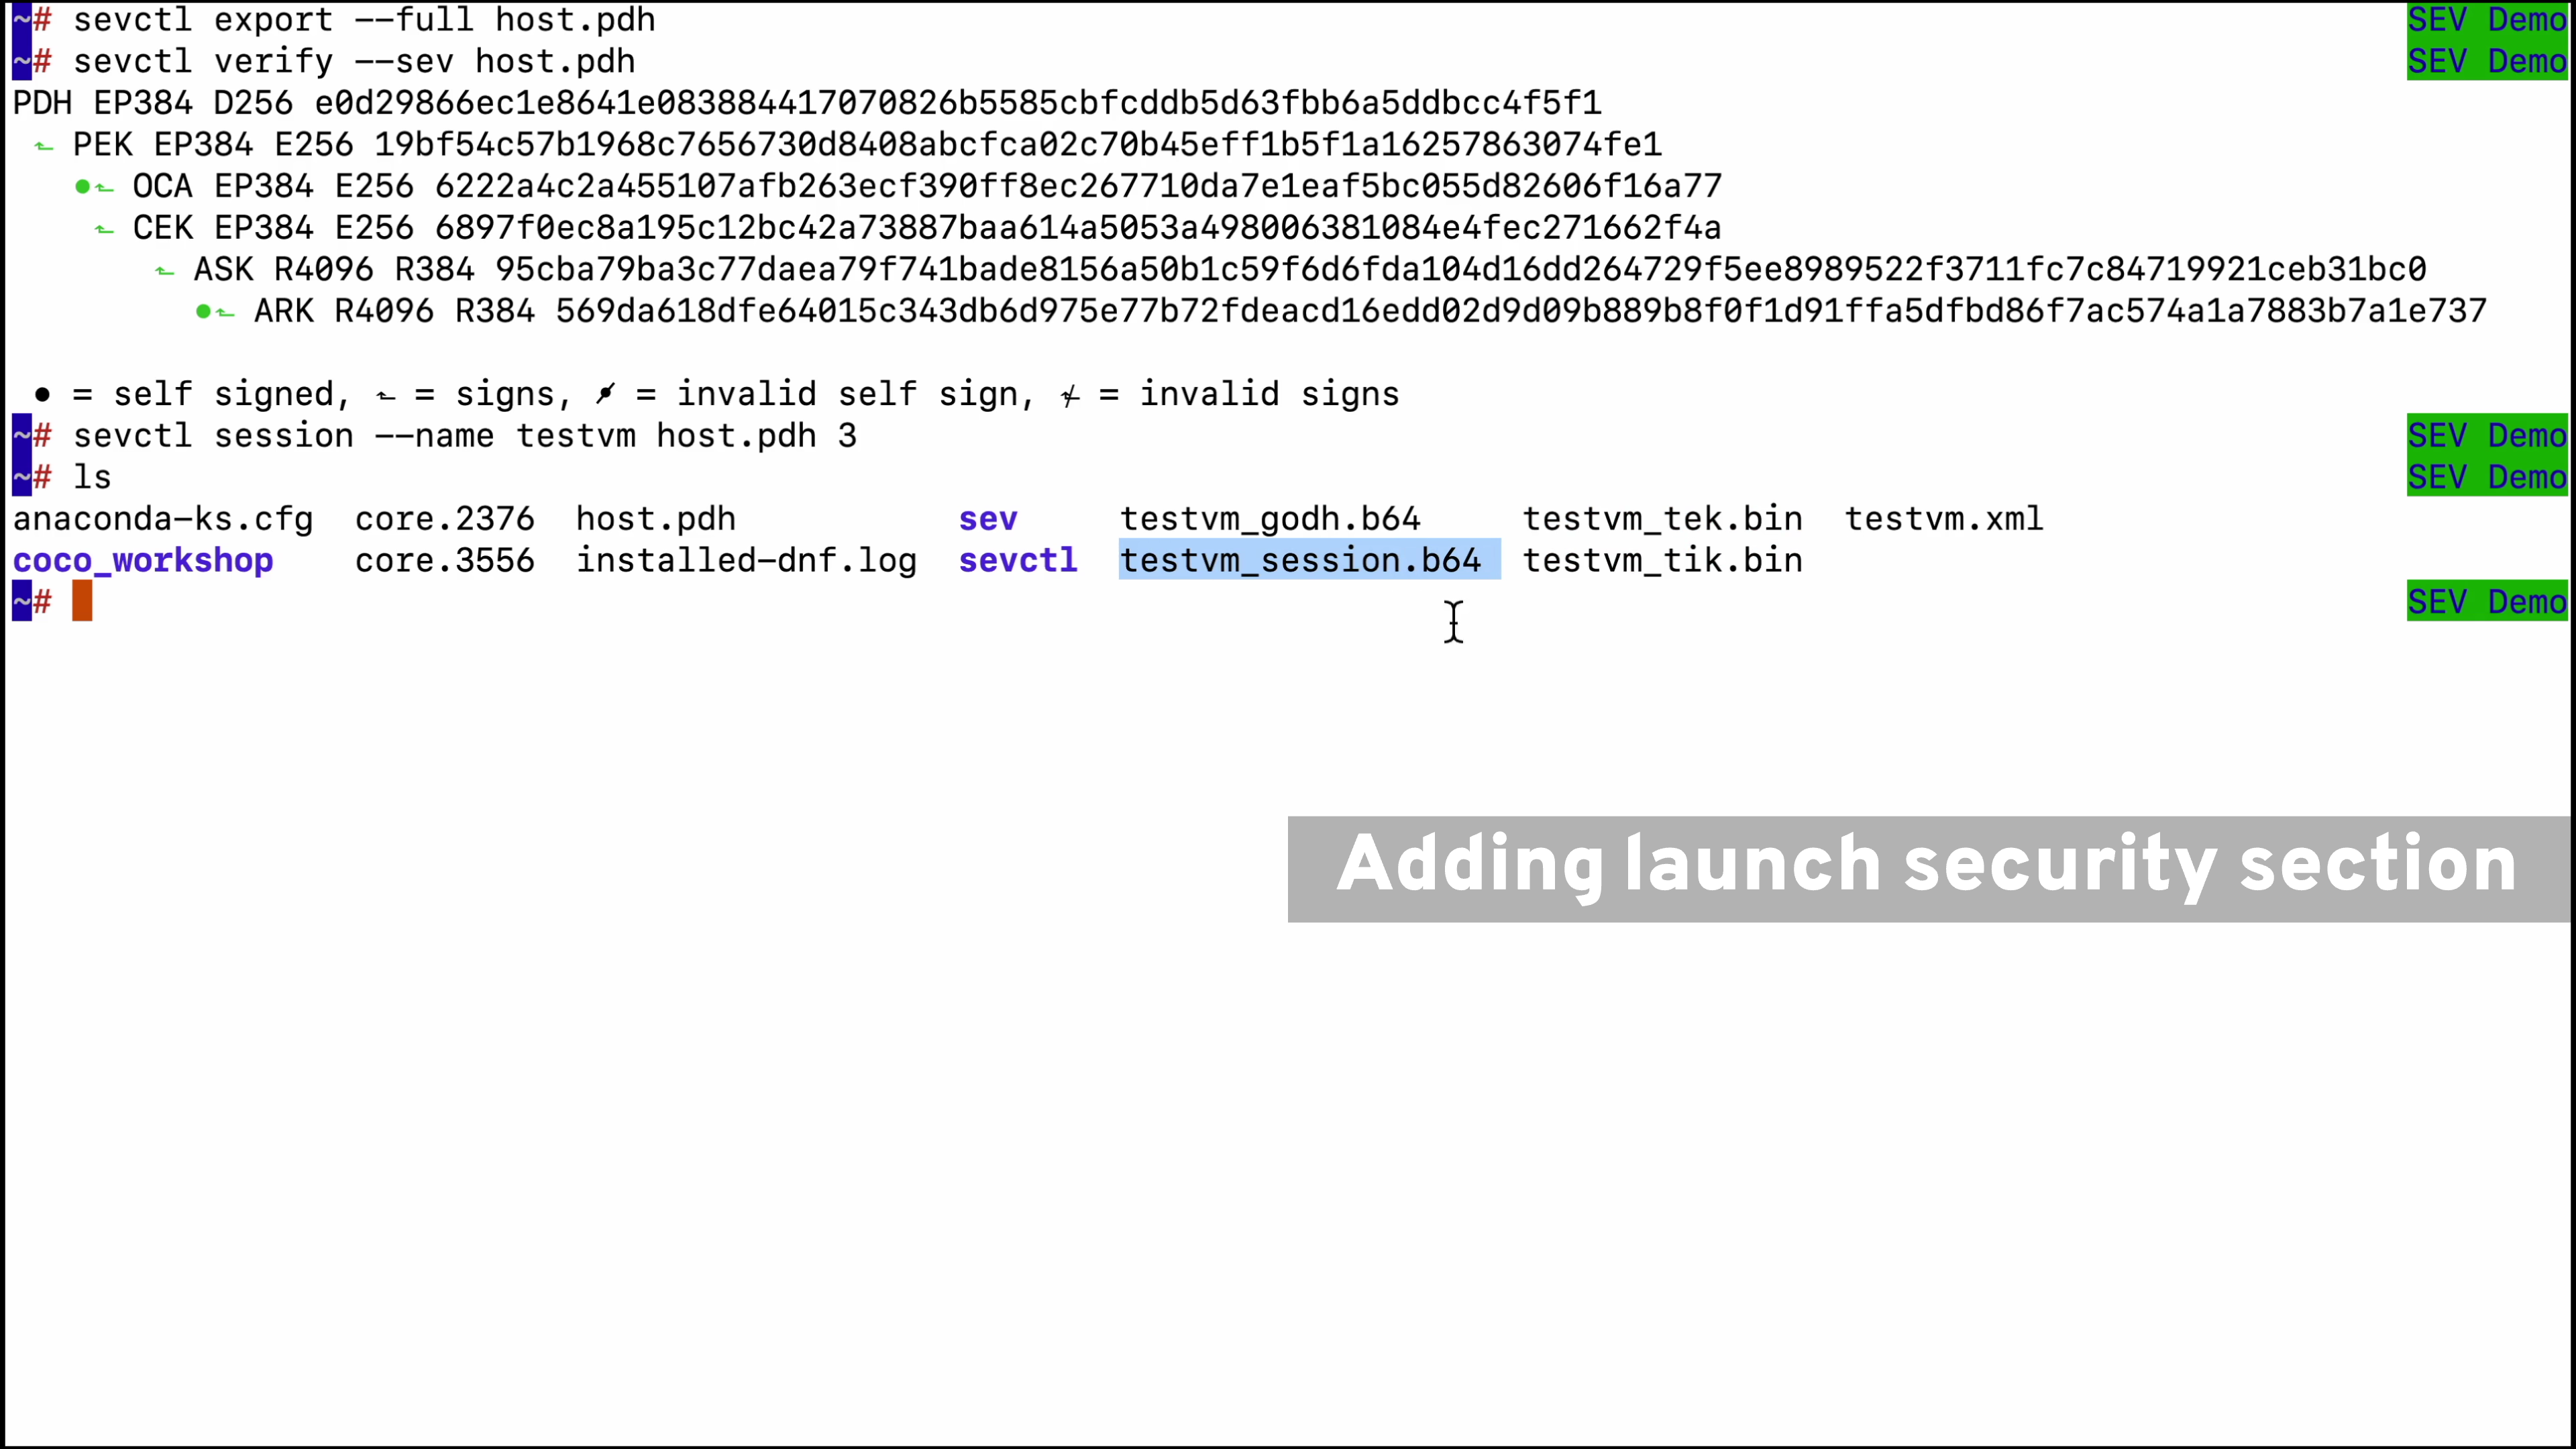 ~# sevctl export --full host.pdh SEV Demo
~# sevctl verify --sev host.pdh SEV Demo
PDH EP384 D256 e0d29866ec1e8641e083884417070826b5585cbfcddb5d63fbb6a5ddbcc4f5f1
⬑ PEK EP384 E256 19bf54c57b1968c7656730d8408abcfca02c70b45eff1b5f1a16257863074fe1
•⬑ OCA EP384 E256 6222a4c2a455107afb263ecf390ff8ec267710da7e1eaf5bc055d82606f16a77
⬑ CEK EP384 E256 6897f0ec8a195c12bc42a73887baa614a5053a498006381084e4fec271662f4a
⬑ ASK R4096 R384 95cba79ba3c77daea79f741bade8156a50b1c59f6d6fda104d16dd264729f5ee8989522f3711fc7c84719921ceb31bc0
•⬑ ARK R4096 R384 569da618dfe64015c343db6d975e77b72fdeacd16edd02d9d09b889b8f0f1d91ffa5dfbd86f7ac574a1a7883b7a1e737
• = self signed, ⬑ = signs, •̷ = invalid self sign, ⬑̸ = invalid signs
~# sevctl session --name testvm host.pdh 3 SEV Demo
~# ls SEV Demo
anaconda-ks.cfg core.2376 host.pdh sev testvm_godh.b64 testvm_tek.bin testvm.xml
coco_workshop core.3556 installed-dnf.log sevctl testvm_session.b64 testvm_tik.bin
~# SEV Demo
Adding launch security section